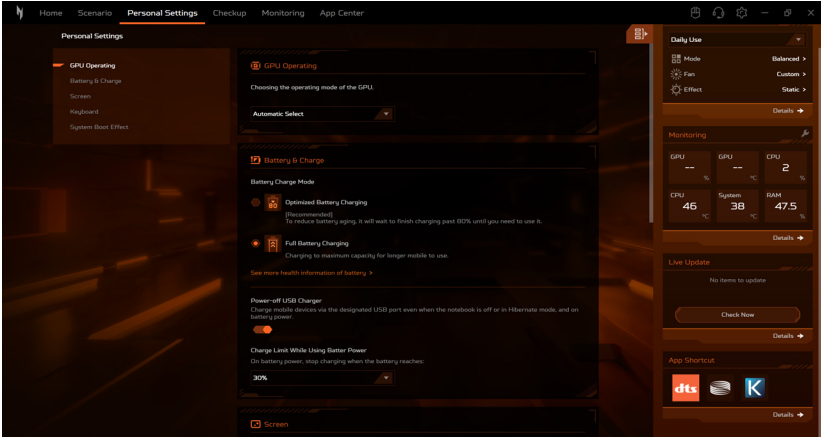 Home Scenario Personal Settings Checkup Monitoring App Center
Personal Settings
GPU Operating
Battery & Charge
Screen
Keyboard
System Boot Effect
GPU Operating
Choosing the operating mode of the GPU.
Automatic Select
Battery & Charge
Battery Charge Mode
80
Optimized Battery Charging
[Recommended]
To reduce battery aging, it will wait to finish charging past 80% until you need to use it.
Full Battery Charging
Charging to maximum capacity for longer mobile to use.
See more health information of battery >
Power-off USB Charger
Charge mobile devices via the designated USB port even when the notebook is off or in Hibernate mode, and on
battery power.
Charge Limit While Using Batter Power
On battery power, stop charging when the battery reaches:
30%
Screen
Daily Use
Mode Balanced >
Fan Custom >
Effect Static >
Details →
Monitoring
GPU GPU CPU
-- -- 2
% °C %
CPU System RAM
46 38 47.5
°C °C %
Details →
Live Update
No items to update
Check Now
Details →
App Shortcut
dts K
Details →